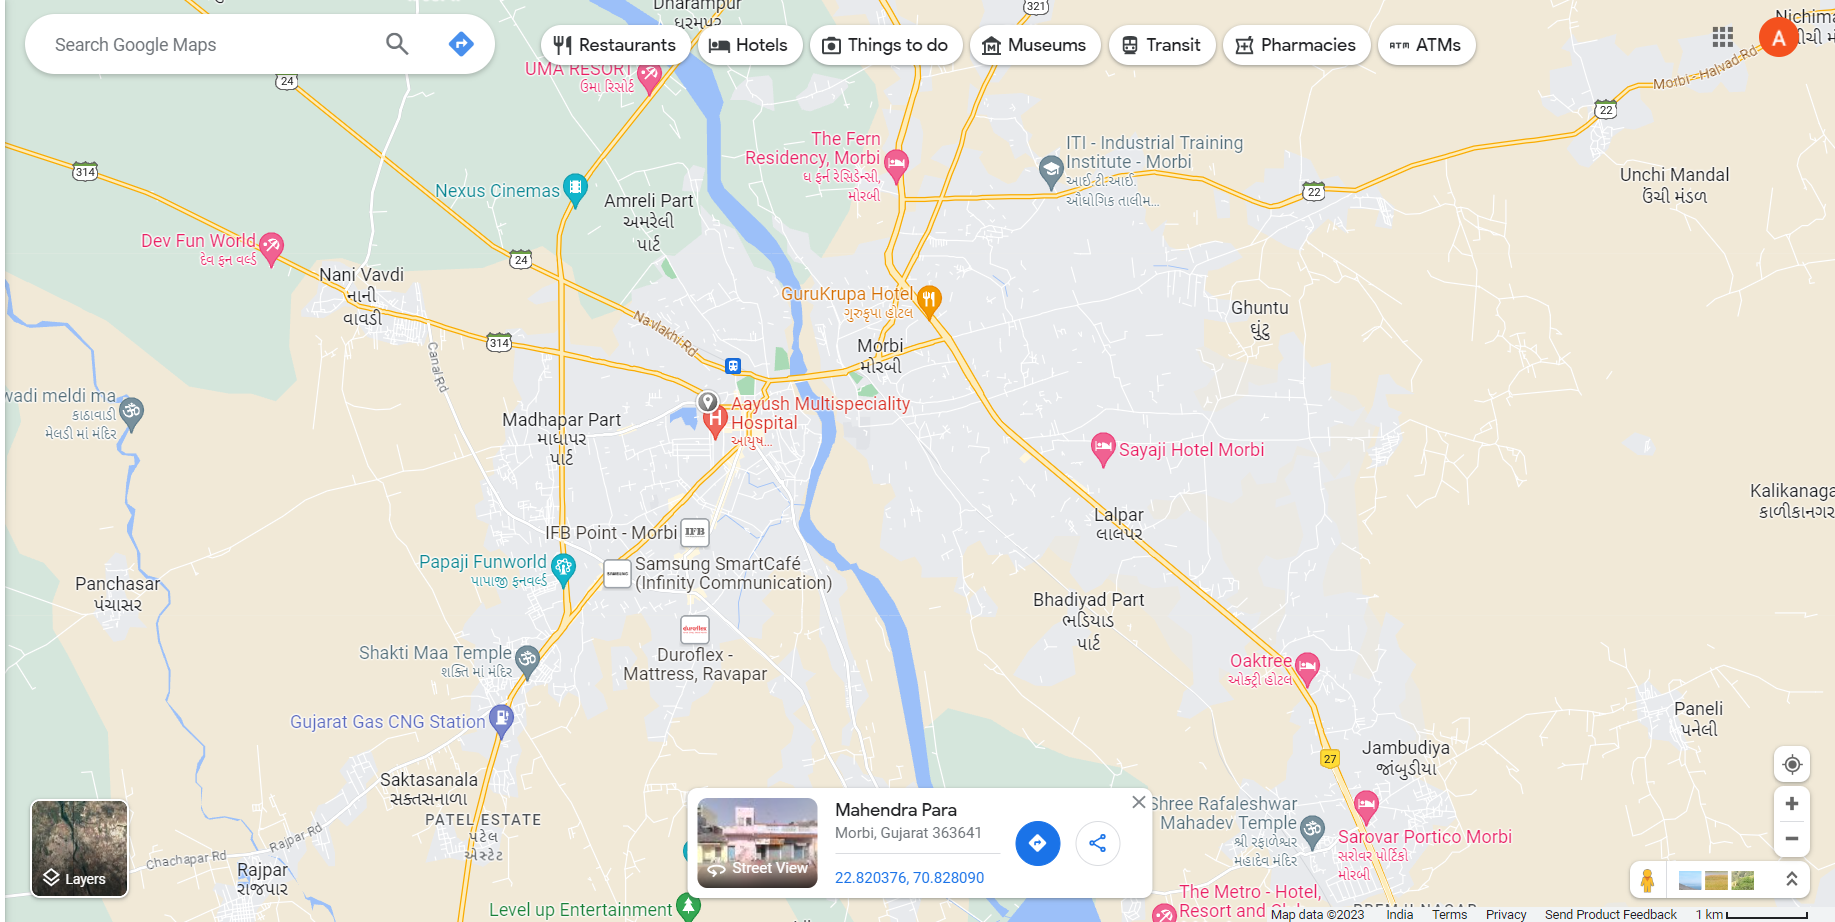 Search Google Maps
Restaurants
Hotels
Things to do
Museums
Transit
Pharmacies
ATMs
A
Dharampur
ધરમપુર
321
24
UMA RESORT
ઉમા રિસોર્ટ
Morbi - Halvad Rd
22
314
The Fern
Residency, Morbi
ધ ફર્ન રેસિડેન્સી,
મોરબી
ITI - Industrial Training
Institute - Morbi
આઈ.ટી.આઈ.
ઔધોગિક તાલીમ...
22
Unchi Mandal
ઉંચી મંડળ
Nexus Cinemas
Amreli Part
અમરેલી
પાર્ટ
Dev Fun World
દેવ ફન વર્લ્ડ
24
Nani Vavdi
નાની
વાવડી
GuruKrupa Hotel
ગુરુકૃપા હોટલ
Ghuntu
ઘુંટુ
Navlakhi Rd
314
Canal Rd
Morbi
મોરબી
wadi meldi ma
કાઠાવાડી
મેલડી માં મંદિર
Madhapar Part
માધાપર
પાર્ટ
Aayush Multispeciality
Hospital
આયુષ...
H
Sayaji Hotel Morbi
Kalikanaga
કાળીકાનગર
Lalpar
લાલપર
IFB Point - Morbi
IFB
Samsung SmartCafé
(Infinity Communication)
SAMSUNG
Papaji Funworld
પાપાજી ફનવર્લ્ડ
Panchasar
પંચાસર
Bhadiyad Part
ભડિયાદ
પાર્ટ
duroflex
Duroflex -
Mattress, Ravapar
Shakti Maa Temple
શક્તિ માં મંદિર
Oaktree
ઓક્ટ્રી હોટલ
Gujarat Gas CNG Station
Paneli
પનેલી
27
Jambudiya
જાંબુડીયા
Saktasanala
સક્તસનાળા
PATEL ESTATE
પટેલ
એસ્ટેટ
Shree Rafaleshwar
Mahadev Temple
શ્રી રફાળેશ્વર
મહાદેવ મંદિર
Sarovar Portico Morbi
સરોવર પોર્ટિકો
મોરબી
Rajpar Rd
Chachapar Rd
Rajpar
રાજપાર
Layers
Mahendra Para
Morbi, Gujarat 363641
22.820376, 70.828090
Street View
Level up Entertainment
The Metro - Hotel,
Map data ©2023
India
Terms
Privacy
Send Product Feedback
1 km